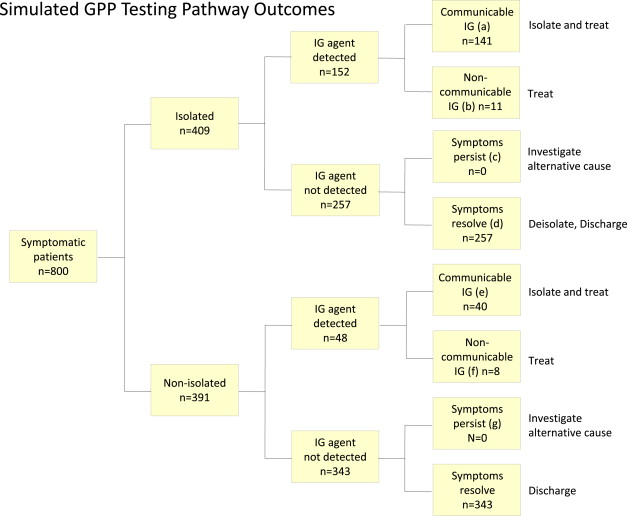 Simulated GPP Testing Pathway Outcomes
Symptomatic
patients
n=800
Isolated
n=409
IG agent
detected
n=152
Communicable
IG (a)
n=141
Isolate and treat
Non-
communicable
IG (b) n=11
Treat
IG agent
not detected
n=257
Symptoms
persist (c)
n=0
Investigate
alternative cause
Symptoms
resolve (d)
n=257
Deisolate, Discharge
Non-isolated
n=391
IG agent
detected
n=48
Communicable
IG (e)
n=40
Isolate and treat
Non-
communicable
IG (f) n=8
Treat
IG agent
not detected
n=343
Symptoms
persist (g)
N=0
Investigate
alternative cause
Symptoms
resolve
n=343
Discharge